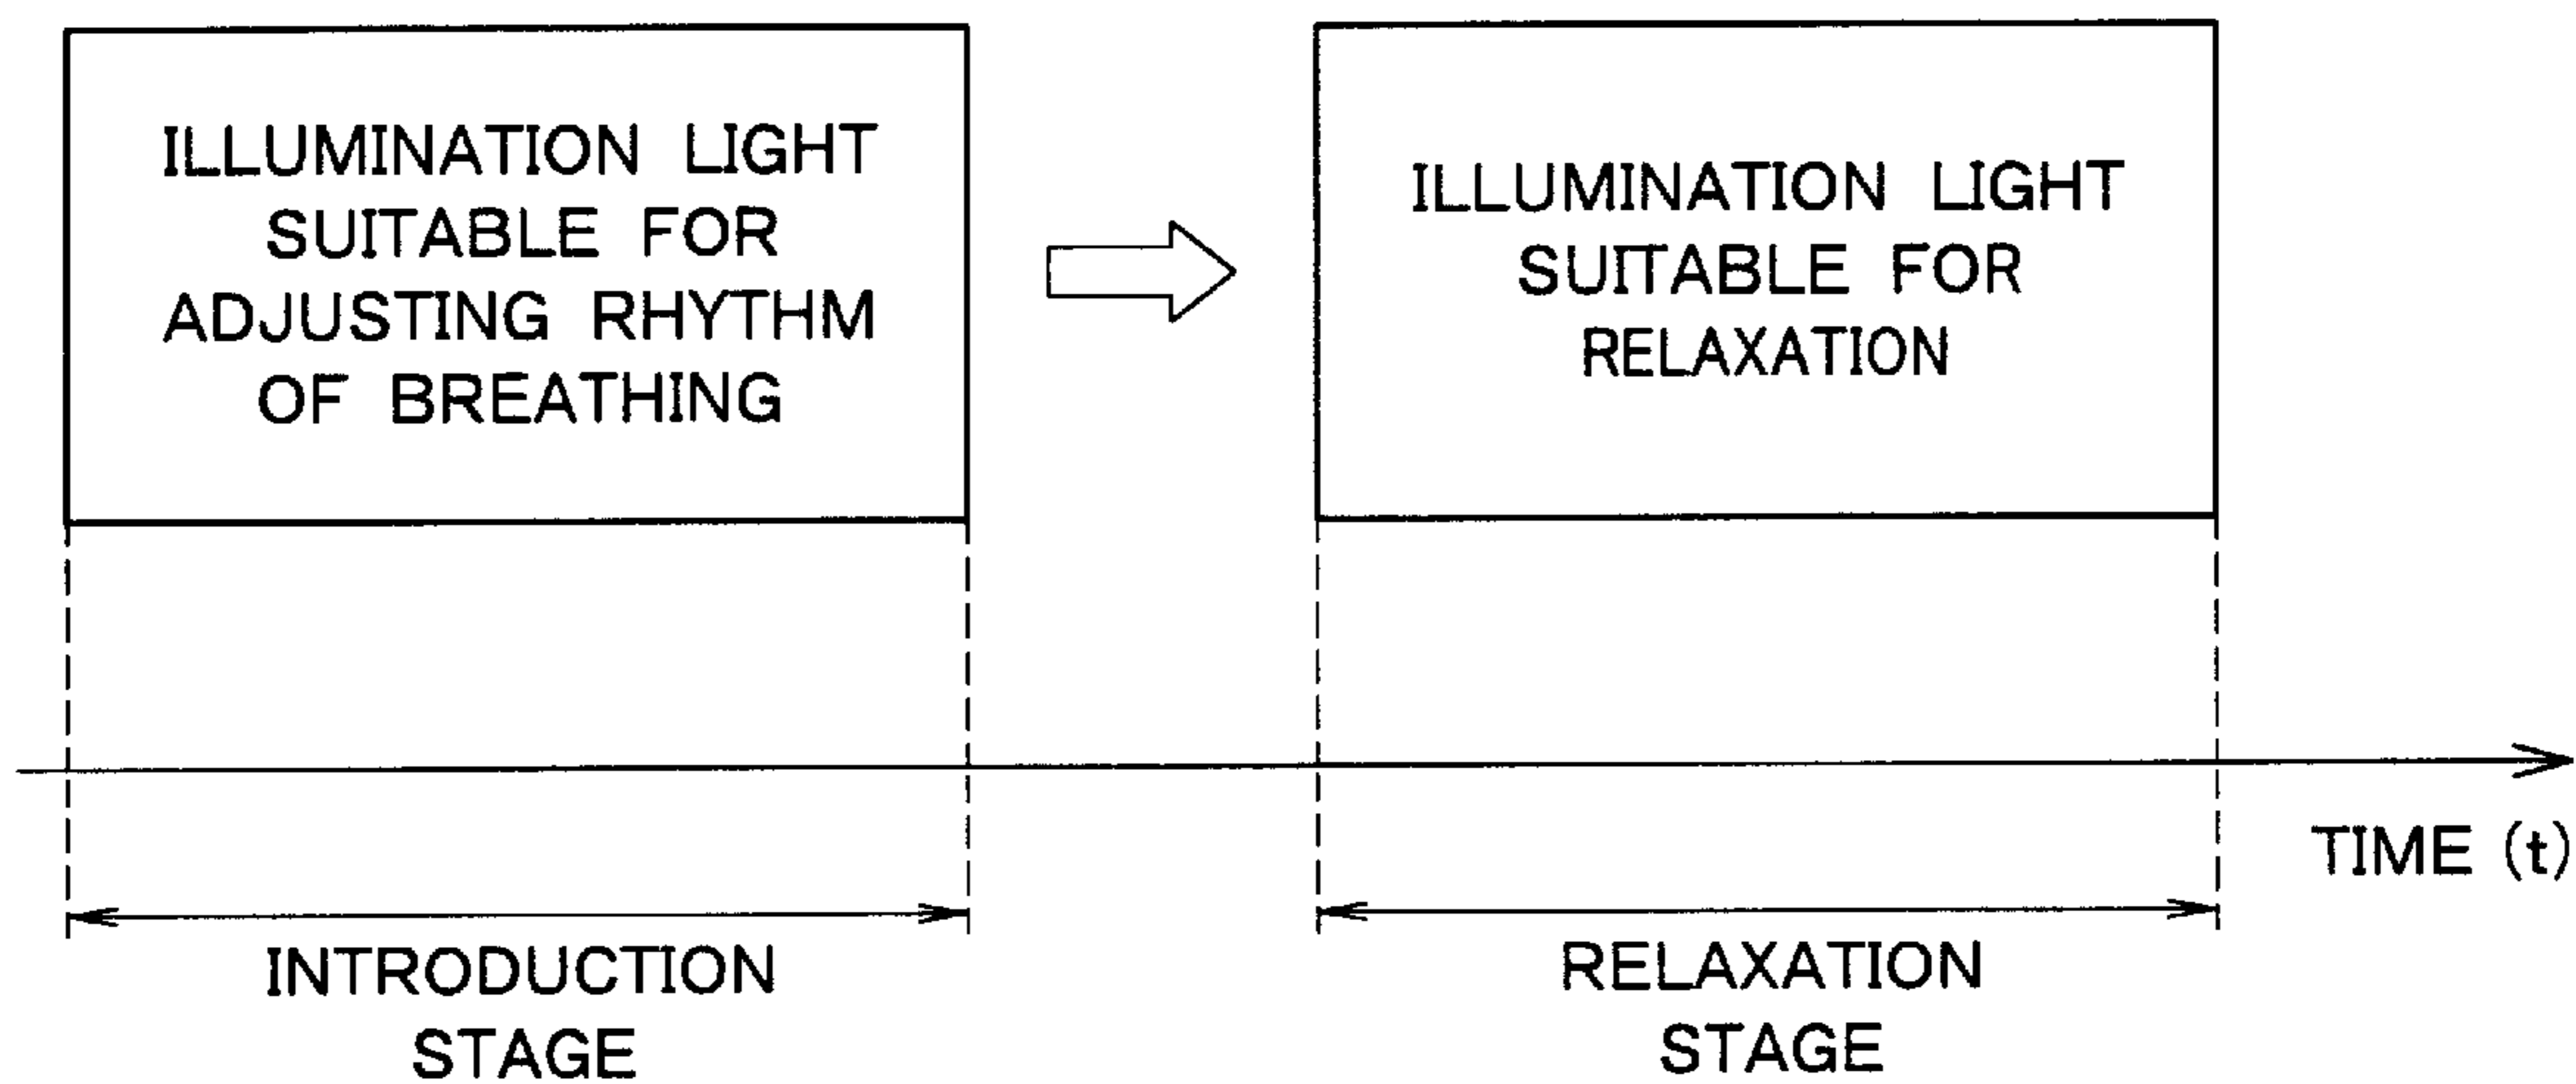 ILLUMINATION LIGHT
SUITABLE FOR
ADJUSTING RHYTHM
OF BREATHING
ILLUMINATION LIGHT
SUITABLE FOR
RELAXATION
TIME (t)
INTRODUCTION
STAGE
RELAXATION
STAGE